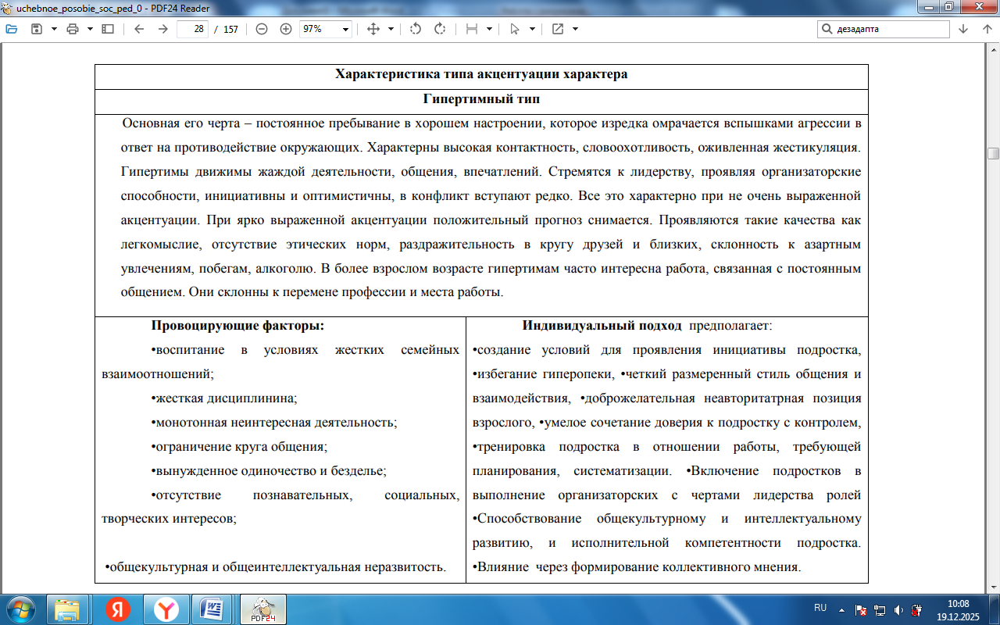 uchebnoe_posobie_soc_ped_0 - PDF24 Reader
28 / 157
97%
дезадапта
Характеристика типа акцентуации характера
Гипертимный тип
Основная его черта – постоянное пребывание в хорошем настроении, которое изредка омрачается вспышками агрессии в
ответ на противодействие окружающих. Характерны высокая контактность, словоохотливость, оживленная жестикуляция.
Гипертимы движимы жаждой деятельности, общения, впечатлений. Стремятся к лидерству, проявляя организаторские
способности, инициативны и оптимистичны, в конфликт вступают редко. Все это характерно при не очень выраженной
акцентуации. При ярко выраженной акцентуации положительный прогноз снимается. Проявляются такие качества как
легкомыслие, отсутствие этических норм, раздражительность в кругу друзей и близких, склонность к азартным
увлечениям, побегам, алкоголю. В более взрослом возрасте гипертимам часто интересна работа, связанная с постоянным
общением. Они склонны к перемене профессии и места работы.
Провоцирующие факторы:
•воспитание в условиях жестких семейных
взаимоотношений;
•жесткая дисциплинина;
•монотонная неинтересная деятельность;
•ограничение круга общения;
•вынужденное одиночество и безделье;
•отсутствие познавательных, социальных,
творческих интересов;
•общекультурная и общеинтеллектуальная неразвитость.
Индивидуальный подход предполагает:
•создание условий для проявления инициативы подростка,
•избегание гиперопеки, •четкий размеренный стиль общения и
взаимодействия, •доброжелательная неавторитатрная позиция
взрослого, •умелое сочетание доверия к подростку с контролем,
•тренировка подростка в отношении работы, требующей
планирования, систематизации. •Включение подростков в
выполнение организаторских с чертами лидерства ролей
•Способствование общекультурному и интеллектуальному
развитию, и исполнительной компетентности подростка.
•Влияние через формирование коллективного мнения.
Я
Y
W
PDF24
RU
10:08
19.12.2025